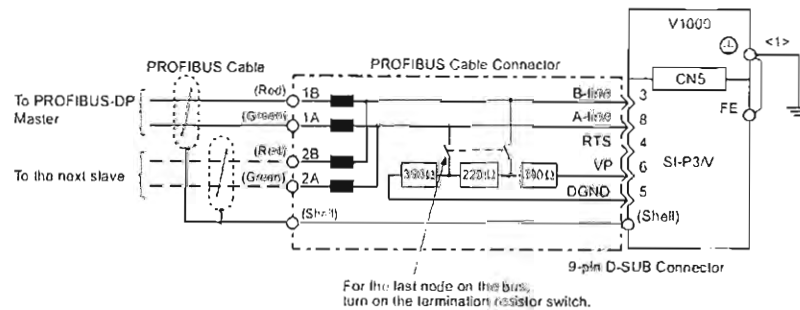 V1000
<1>
PROFIBUS Cable
PROFIBUS Cable Connector
CN5
(Red)
1B
B-line
3
To PROFIBUS-DP
Master
(Green)
1A
A-line
8
FE
RTS
4
(Red)
2B
SI-P3/V
VP
6
To the next slave
(Green)
2A
390Ω
220Ω
390Ω
DGND
5
(Shell)
(Shell)
9-pin D-SUB Connector
For the last node on the bus,
turn on the termination resistor switch.